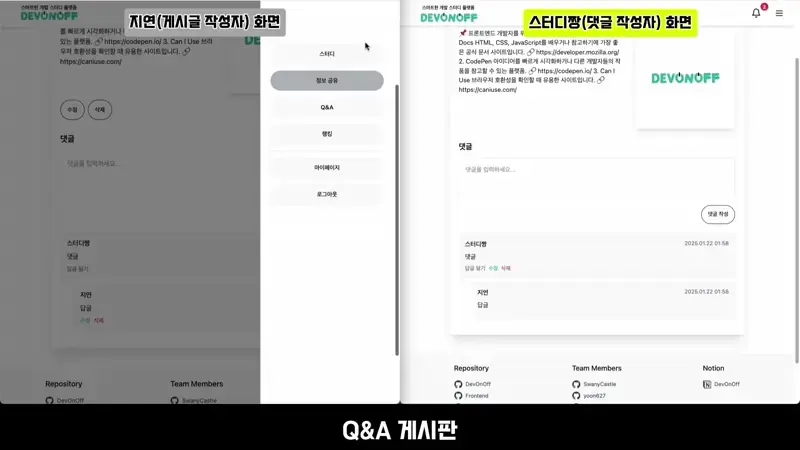 스마트한 개발 스터디 플랫폼
DEVONOFF
지연(게시글 작성자) 화면
를 빠르게 시각화하거나
있는 플랫폼. 🔗 https://codepen.io/ 3. Can I Use 브라
우저 호환성을 확인할 때 유용한 사이트입니다. 🔗
https://caniuse.com/
수정 삭제
댓글
댓글을 입력하세요...
스터디짱
댓글
답글 달기
지연
답글
수정 삭제
Repository Team Members
DevOnOff SwanyCastle
스터디
정보 공유
Q&A
랭킹
마이페이지
로그아웃
스마트한 개발 스터디 플랫폼
DEVONOFF
스터디짱(댓글 작성자) 화면
3
📌 프론트엔드 개발자를 위
Docs HTML, CSS, JavaScript를 배우거나 참고하기에 가장 좋
은 공식 문서 사이트입니다. 🔗 https://developer.mozilla.org/
2. CodePen 아이디어를 빠르게 시각화하거나 다른 개발자들의 작
품을 참고할 수 있는 플랫폼. 🔗 https://codepen.io/ 3. Can I
Use 브라우저 호환성을 확인할 때 유용한 사이트입니다. 🔗
https://caniuse.com/
DEVONOFF
댓글
댓글을 입력하세요...
댓글 작성
스터디짱 2025.01.22 01:58
댓글
답글 달기 수정 삭제
지연 2025.01.22 01:58
답글
Repository Team Members Notion
DevOnOff SwanyCastle DevOnOff
Frontend yoon627
Q&A 게시판